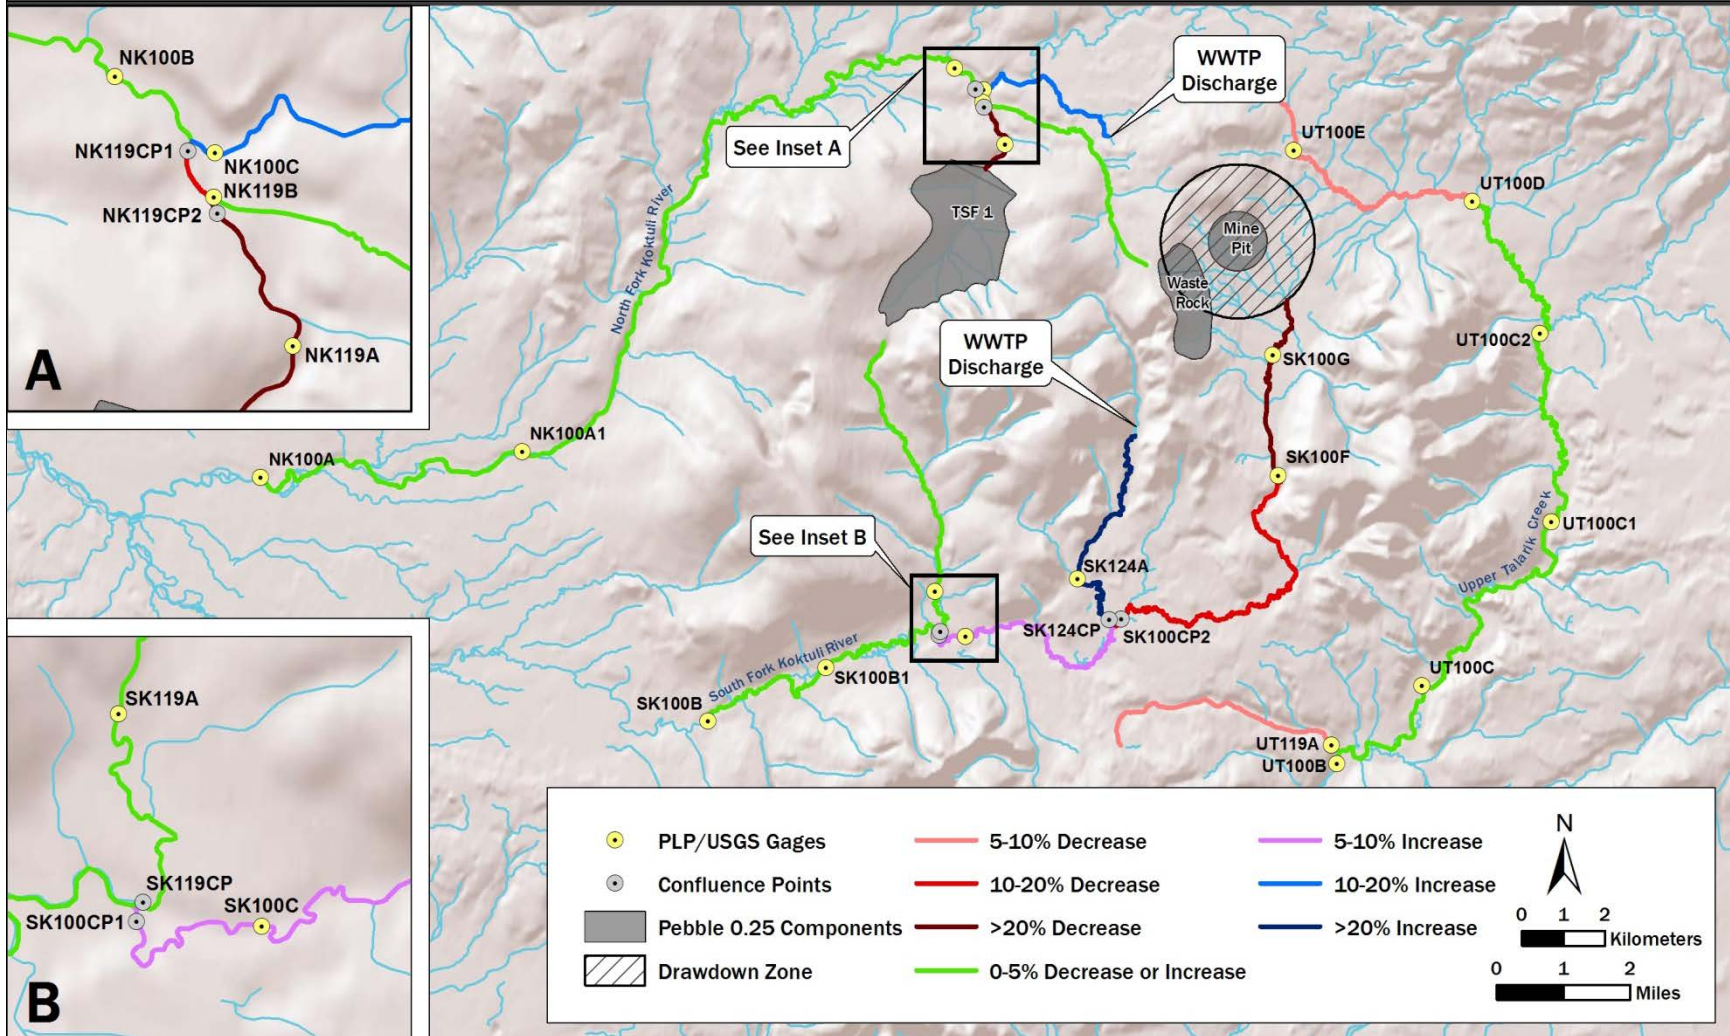 NK100B
NK119CP1
NK100C
NK119B
NK119CP2
NK119A
A
WWTP
Discharge
See Inset A
UT100E
UT100D
TSF 1
Mine
Pit
Waste
Rock
North Fork Koktuli River
WWTP
Discharge
UT100C2
SK100G
NK100A1
NK100A
SK100F
See Inset B
UT100C1
Upper Talarik Creek
SK124A
SK124CP
SK100CP2
South Fork Koktuli River
SK100B1
SK100B
UT100C
UT119A
UT100B
SK119A
SK119CP
SK100CP1
SK100C
B
PLP/USGS Gages
Confluence Points
Pebble 0.25 Components
Drawdown Zone
5-10% Decrease
10-20% Decrease
>20% Decrease
0-5% Decrease or Increase
5-10% Increase
10-20% Increase
>20% Increase
N
0 1 2
Kilometers
0 1 2
Miles